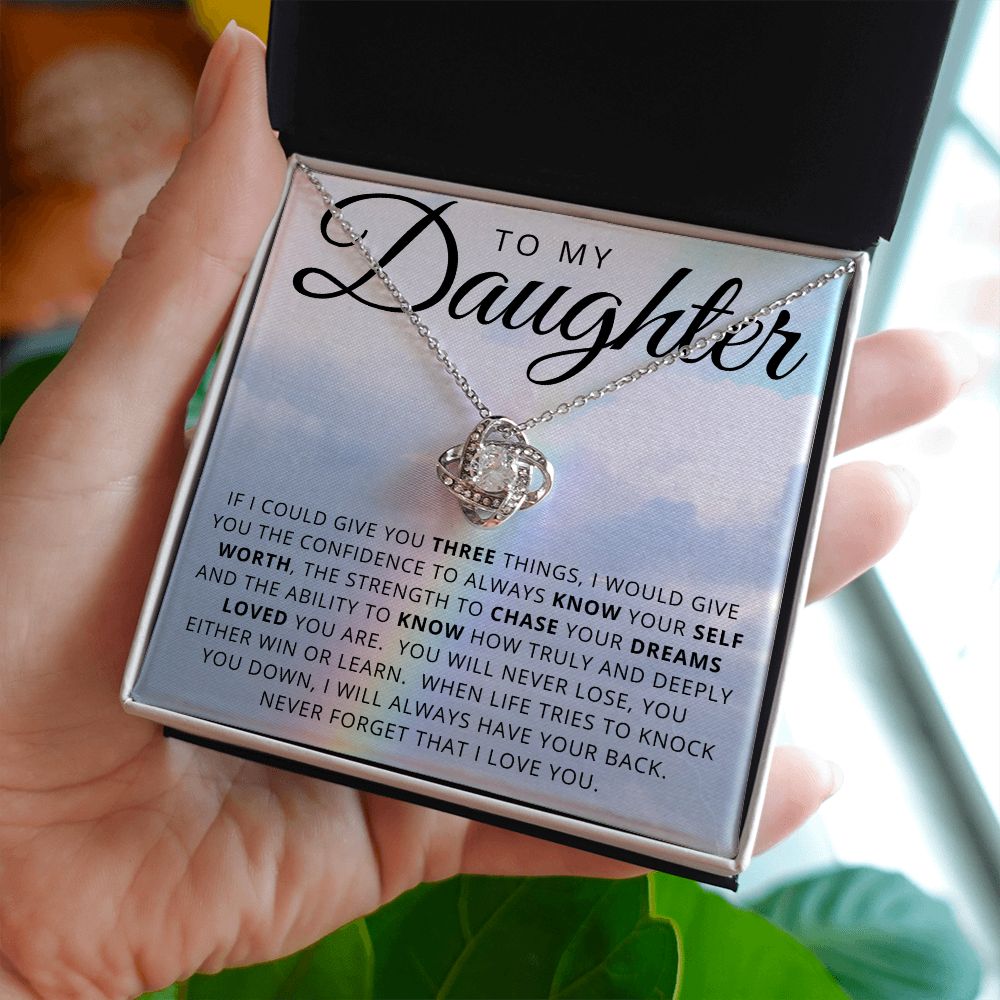 TO MY
Daughter
IF I COULD GIVE YOU THREE THINGS, I WOULD GIVE
YOU THE CONFIDENCE TO ALWAYS KNOW YOUR SELF
WORTH, THE STRENGTH TO CHASE YOUR DREAMS
AND THE ABILITY TO KNOW HOW TRULY AND DEEPLY
LOVED YOU ARE. YOU WILL NEVER LOSE, YOU
EITHER WIN OR LEARN. WHEN LIFE TRIES TO KNOCK
YOU DOWN, I WILL ALWAYS HAVE YOUR BACK.
NEVER FORGET THAT I LOVE YOU.